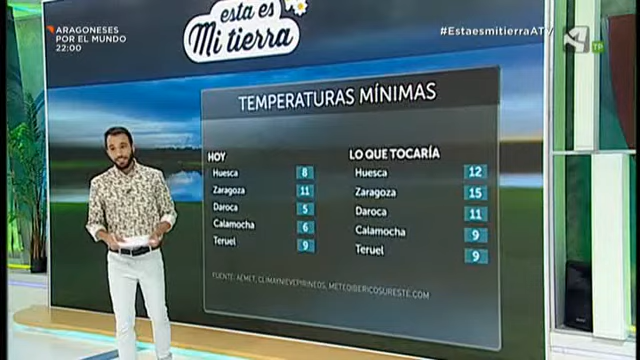 ARAGONESES
POR EL MUNDO
22:00
esta es
Mi tierra
#EstaesmitierraATV
TEMPERATURAS MÍNIMAS
HOY
Huesca 8
Zaragoza 11
Daroca 5
Calamocha 6
Teruel 9
LO QUE TOCARÍA
Huesca 12
Zaragoza 15
Daroca 11
Calamocha 9
Teruel 9
FUENTE: AEMET, CLIMAYNIEVEPIRINEOS, METEOIBERICOSURESTE.COM